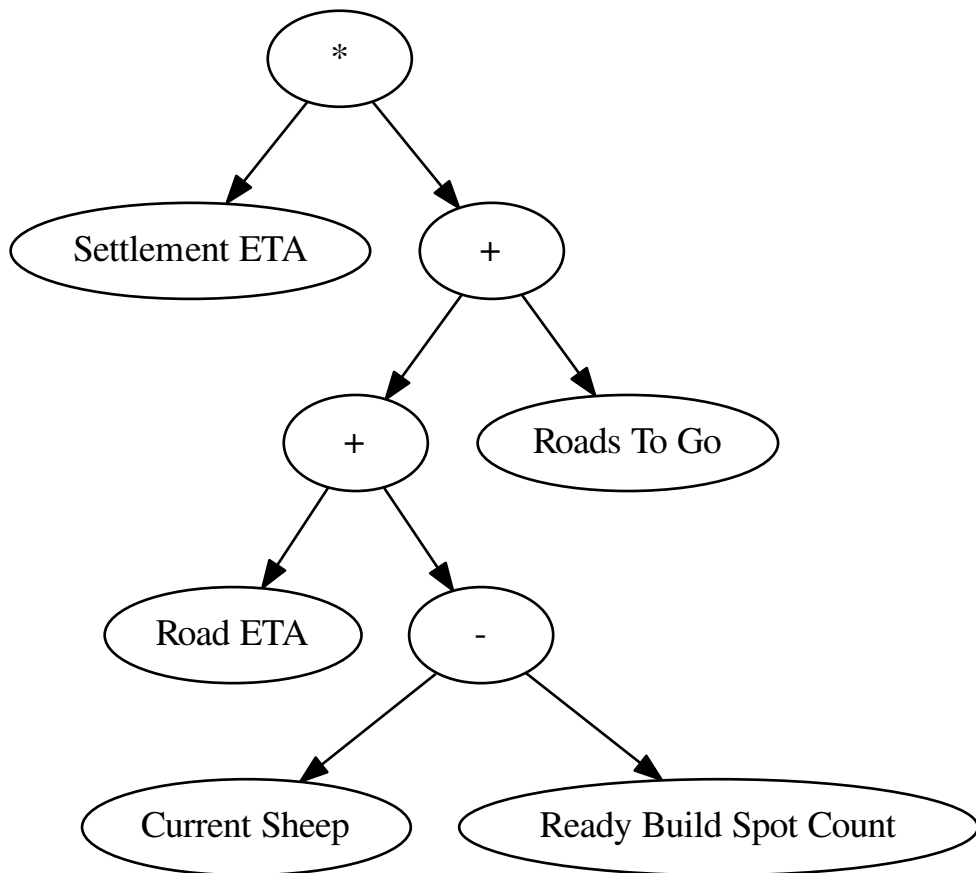 *
Settlement ETA
+
+
Roads To Go
Road ETA
-
Current Sheep
Ready Build Spot Count